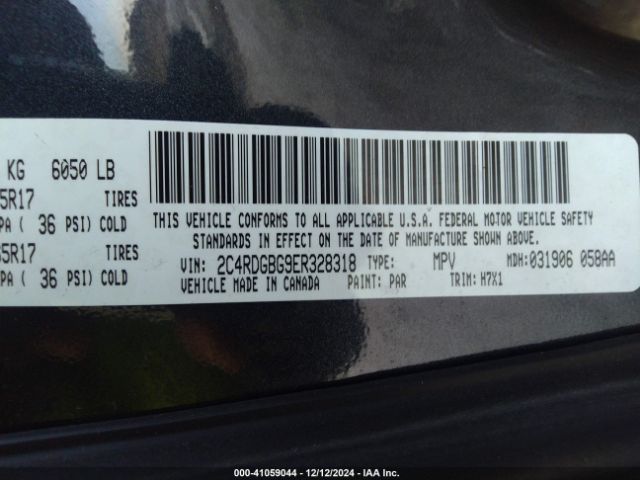 KG 6050 LB
5R17 TIRES
PA ( 36 PSI) COLD
5R17 TIRES
PA ( 36 PSI) COLD
THIS VEHICLE CONFORMS TO ALL APPLICABLE U.S.A. FEDERAL MOTOR VEHICLE SAFETY
STANDARDS IN EFFECT ON THE DATE OF MANUFACTURE SHOWN ABOVE.
VIN: 2C4RDGBG9ER328318 TYPE: MPV MDH: 031906 058AA
VEHICLE MADE IN CANADA PAINT: PAR TRIM: H7X1
000-41059044 - 12/12/2024 - IAA Inc.